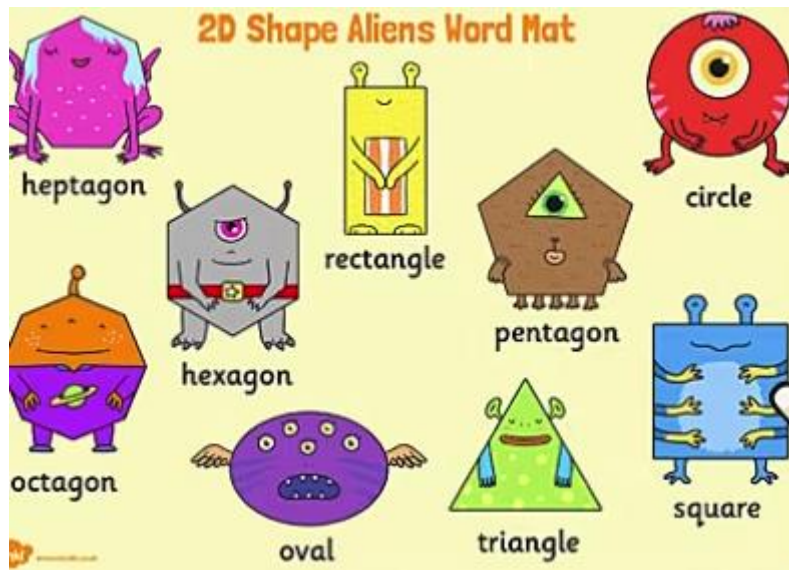 2D Shape Aliens Word Mat
heptagon
circle
rectangle
pentagon
hexagon
octagon
square
oval
triangle